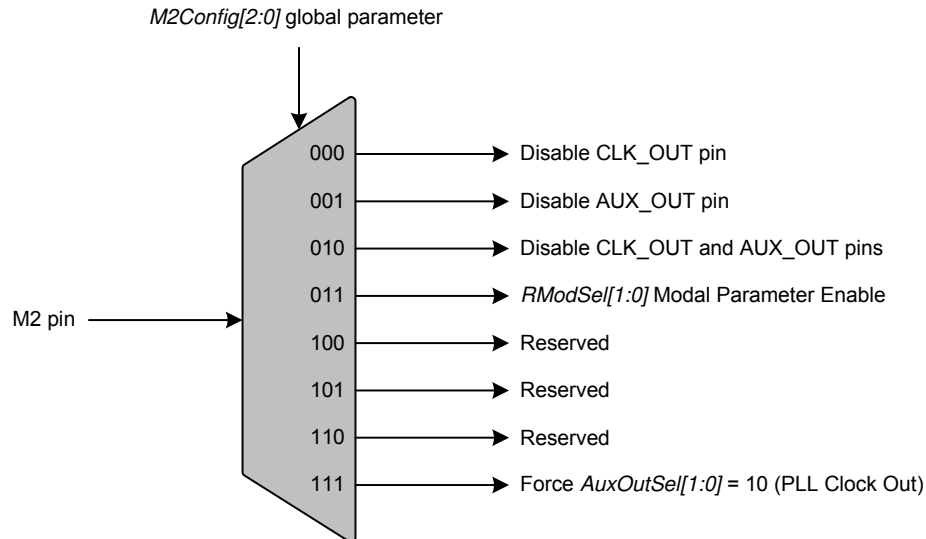 M2Config[2:0] global parameter
000 Disable CLK_OUT pin
001 Disable AUX_OUT pin
010 Disable CLK_OUT and AUX_OUT pins
011 RModSel[1:0] Modal Parameter Enable
M2 pin
100 Reserved
101 Reserved
110 Reserved
111 Force AuxOutSel[1:0] = 10 (PLL Clock Out)